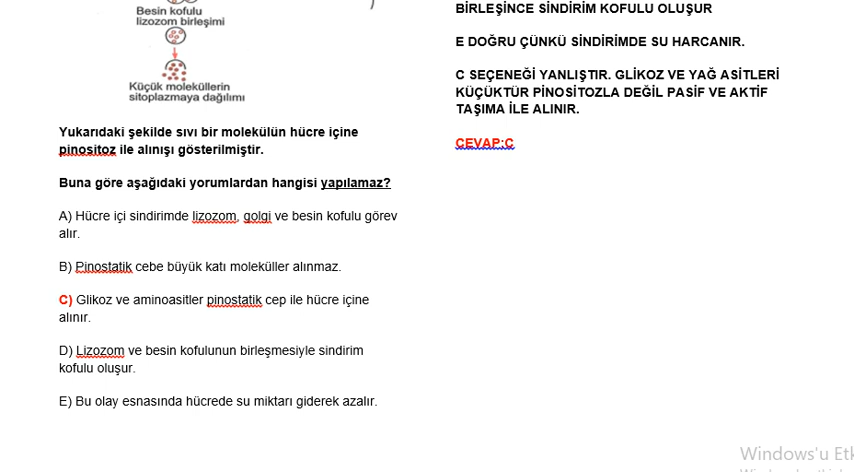 Besin kofulu
lizozom birleşimi
Küçük moleküllerin
sitoplazmaya dağılımı
Yukarıdaki şekilde sıvı bir molekülün hücre içine
pinositoz ile alınışı gösterilmiştir.
Buna göre aşağıdaki yorumlardan hangisi yapılamaz?
A) Hücre içi sindirimde lizozom, golgi ve besin kofulu görev
alır.
B) Pinostatik cebe büyük katı moleküller alınmaz.
C) Glikoz ve aminoasitler pinostatik cep ile hücre içine
alınır.
D) Lizozom ve besin kofulunun birleşmesiyle sindirim
kofulu oluşur.
E) Bu olay esnasında hücrede su miktarı giderek azalır.
BİRLEŞİNCE SİNDİRİM KOFULU OLUŞUR
E DOĞRU ÇÜNKÜ SİNDİRİMDE SU HARCANIR.
C SEÇENEĞİ YANLIŞTIR. GLİKOZ VE YAĞ ASİTLERİ
KÜÇÜKTÜR PİNOSİTOZLA DEĞİL PASİF VE AKTİF
TAŞIMA İLE ALINIR.
CEVAP:C
Windows'u Etk